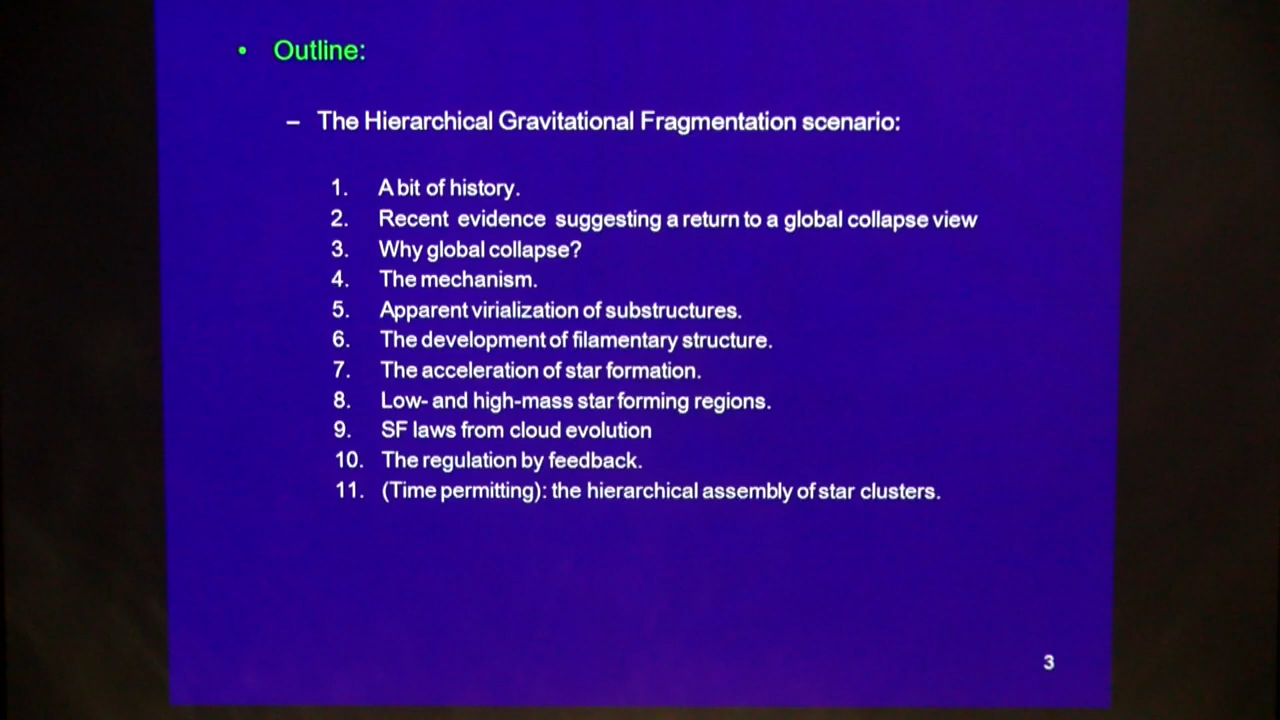 • Outline:
– The Hierarchical Gravitational Fragmentation scenario:
1. A bit of history.
2. Recent evidence suggesting a return to a global collapse view
3. Why global collapse?
4. The mechanism.
5. Apparent virialization of substructures.
6. The development of filamentary structure.
7. The acceleration of star formation.
8. Low- and high-mass star forming regions.
9. SF laws from cloud evolution
10. The regulation by feedback.
11. (Time permitting): the hierarchical assembly of star clusters.
3